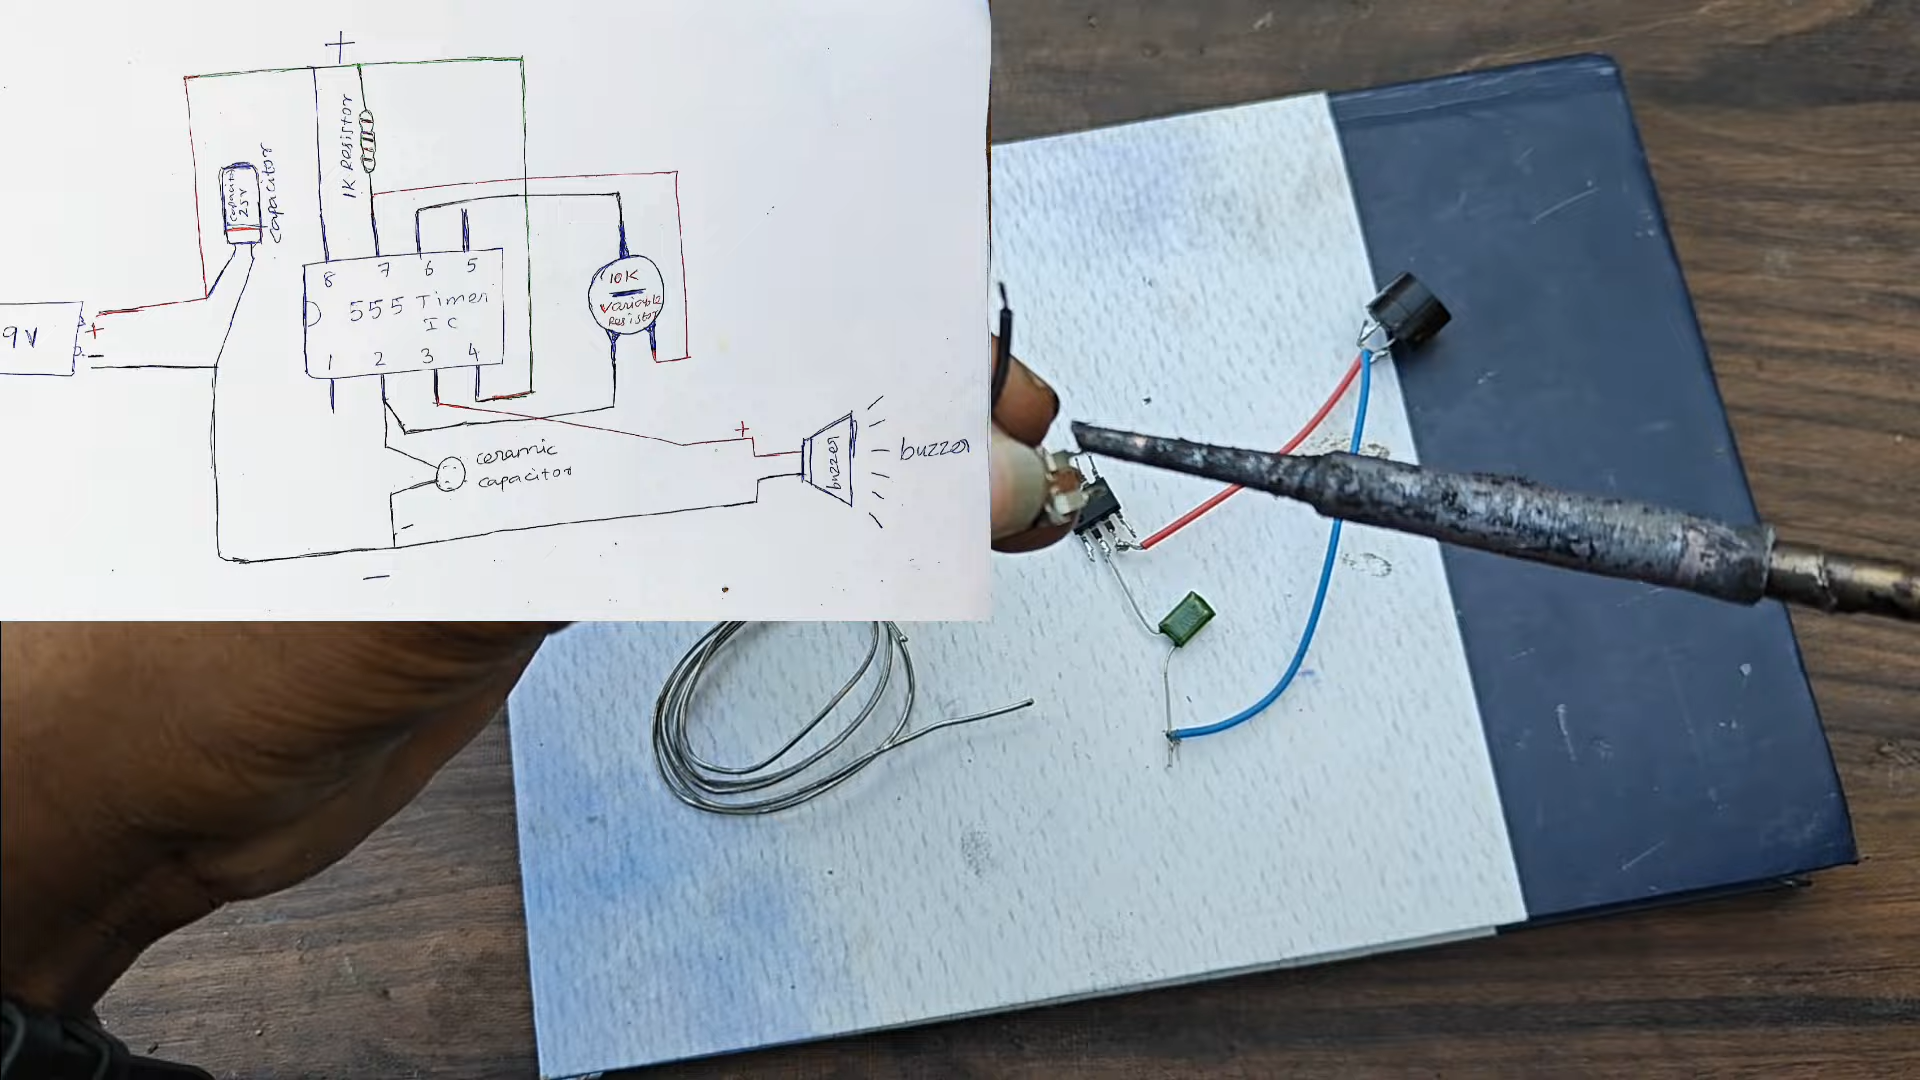 +
1K Resistor
capacitor
25V
capacitor
8 7 6 5
555 Timer
IC
1 2 3 4
10K
Variable
Resistor
9V
+
-
+
buzzer
buzzer
ceramic
capacitor
-
-